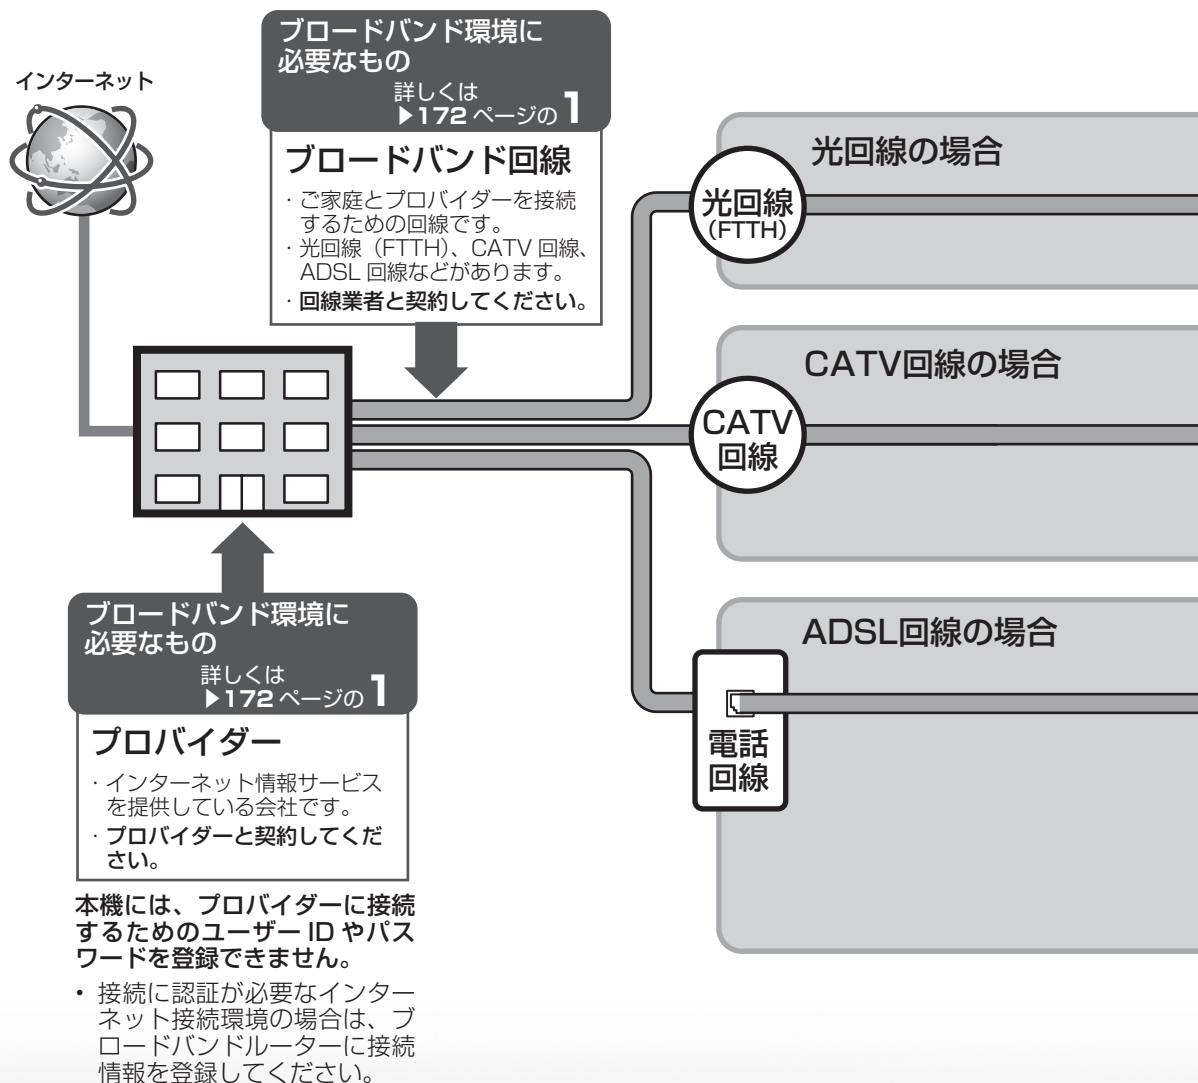 インターネット
ブロードバンド環境に
必要なもの
詳しくは
▶172 ページの 1
ブロードバンド回線
・ご家庭とプロバイダーを接続
するための回線です。
・光回線（FTTH）、CATV 回線、
ADSL 回線などがあります。
・回線業者と契約してください。
光回線の場合
光回線
(FTTH)
CATV回線の場合
CATV
回線
ADSL回線の場合
電話
回線
ブロードバンド環境に
必要なもの
詳しくは
▶172 ページの 1
プロバイダー
・インターネット情報サービス
を提供している会社です。
・プロバイダーと契約してくだ
さい。
本機には、プロバイダーに接続
するためのユーザー ID やパス
ワードを登録できません。
• 接続に認証が必要なインター
ネット接続環境の場合は、ブ
ロードバンドルーターに接続
情報を登録してください。